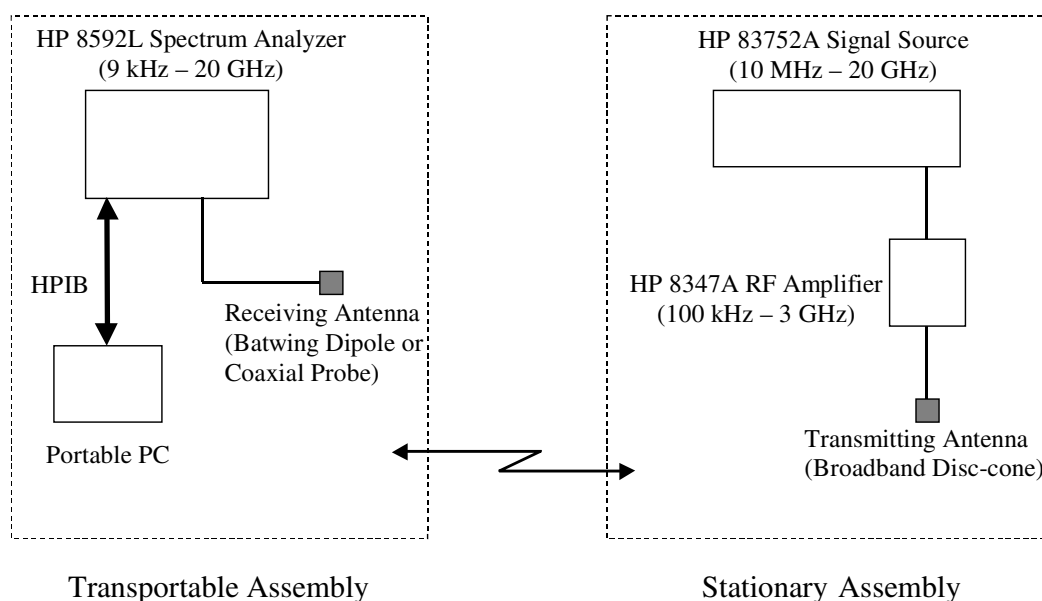 HP 8592L Spectrum Analyzer
(9 kHz – 20 GHz)
HPIB
Receiving Antenna
(Batwing Dipole or
Coaxial Probe)
Portable PC
Transportable Assembly
HP 83752A Signal Source
(10 MHz – 20 GHz)
HP 8347A RF Amplifier
(100 kHz – 3 GHz)
Transmitting Antenna
(Broadband Disc-cone)
Stationary Assembly